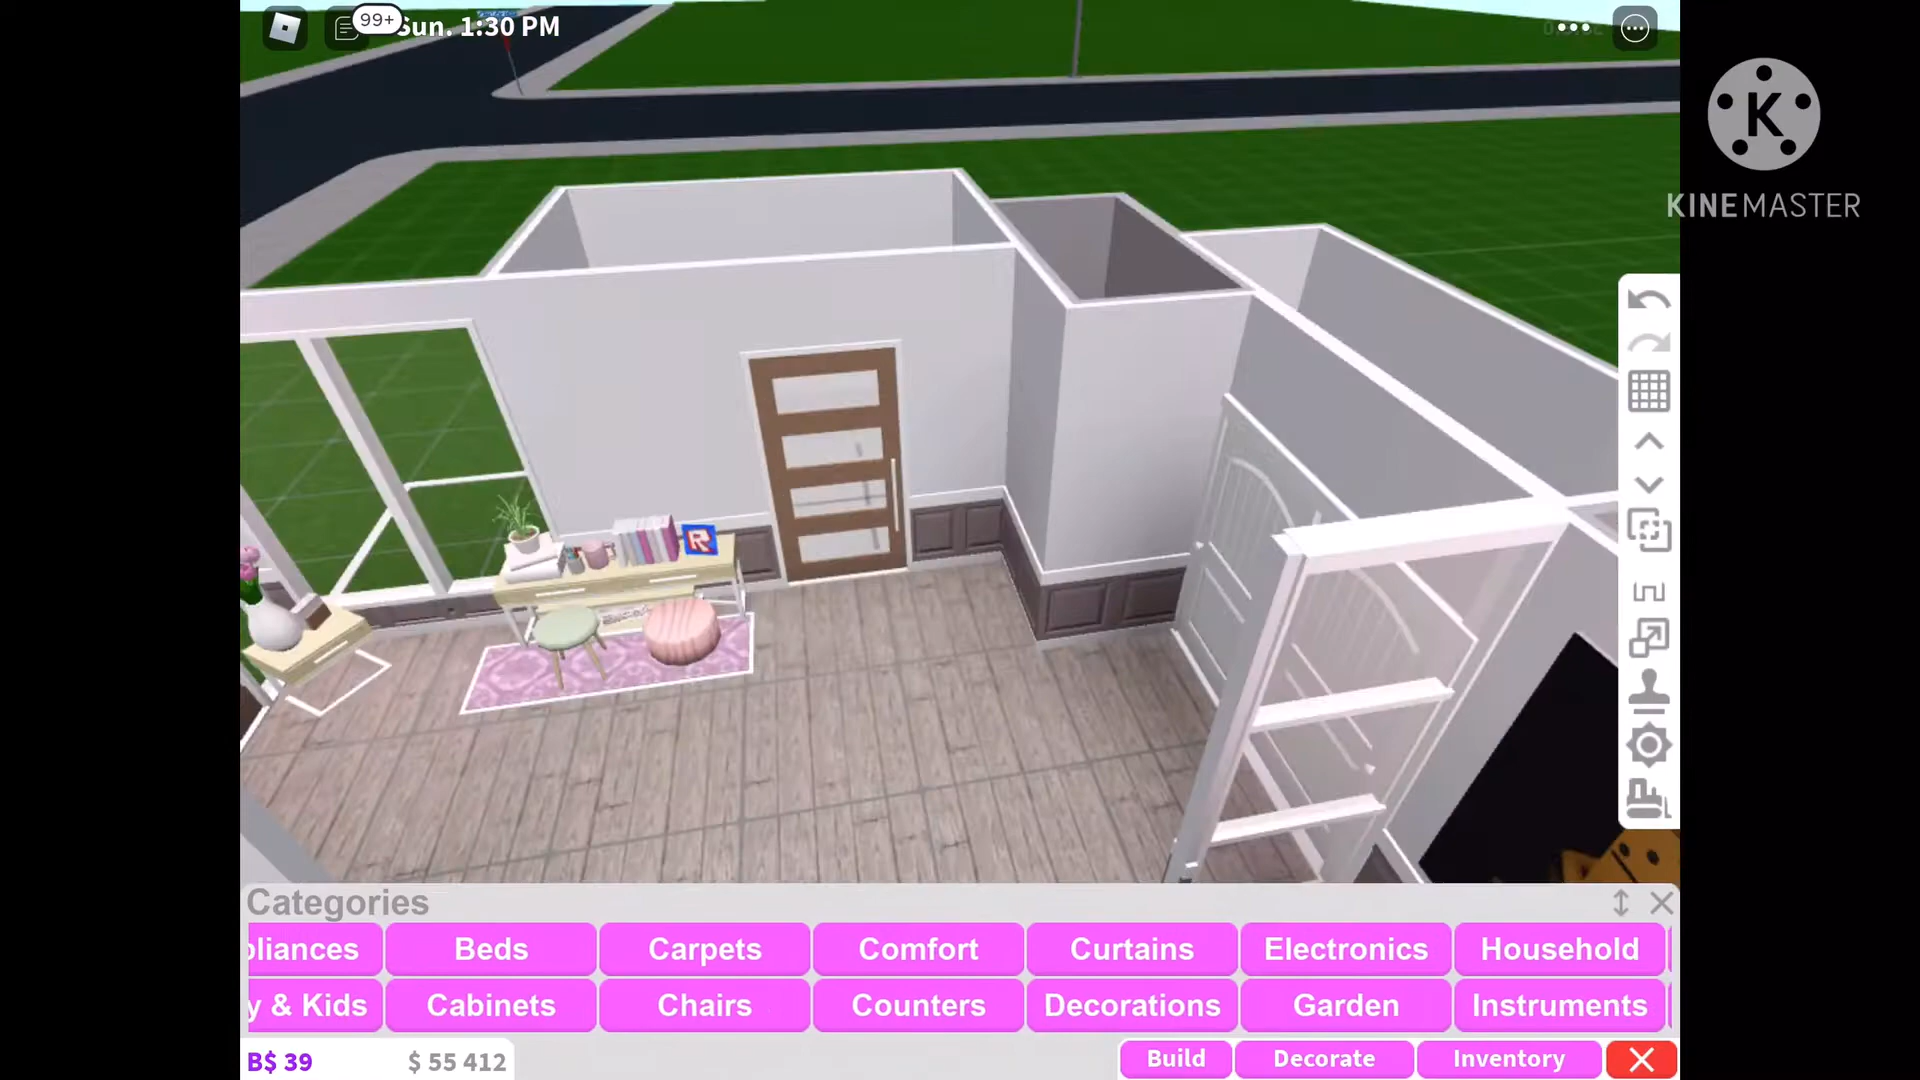 99+
Sun. 1:30 PM
K
KINEMASTER
R
Categories
pliances Beds Carpets Comfort Curtains Electronics Household
y & Kids Cabinets Chairs Counters Decorations Garden Instruments
B$ 39 $ 55 412 Build Decorate Inventory